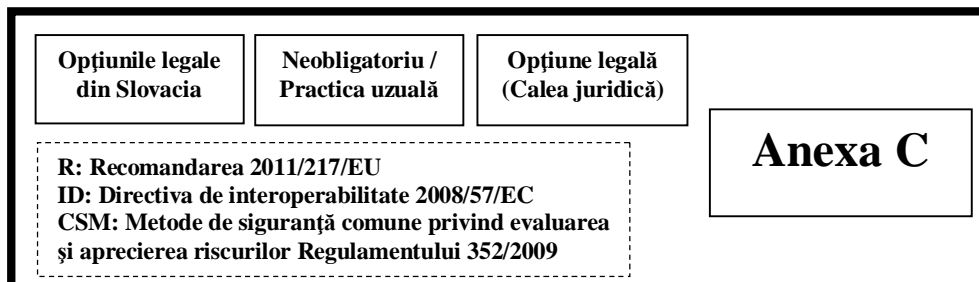 Opţiunile legale
din Slovacia
Neobligatoriu /
Practica uzuală
Opţiune legală
(Calea juridică)
Anexa C
R: Recomandarea 2011/217/EU
ID: Directiva de interoperabilitate 2008/57/EC
CSM: Metode de siguranţă comune privind evaluarea
şi aprecierea riscurilor Regulamentului 352/2009